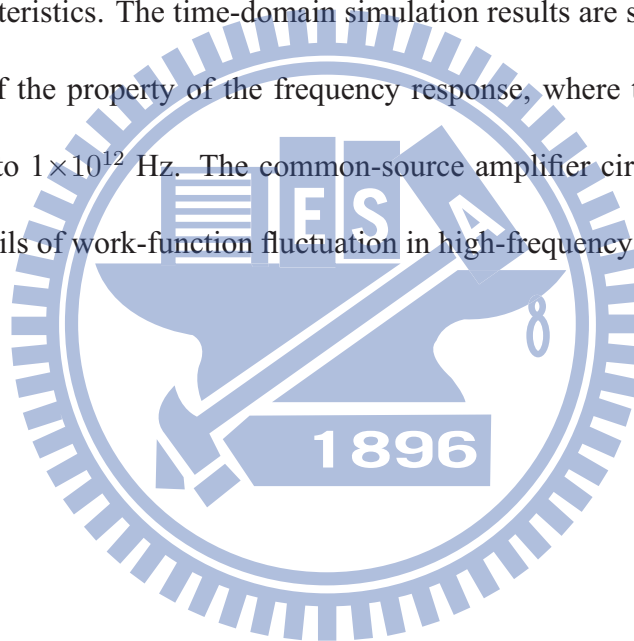 teristics. The time-domain simulation results are s
f the property of the frequency response, where t
to 1×10¹² Hz. The common-source amplifier cir
ils of work-function fluctuation in high-frequency
E S A
1896